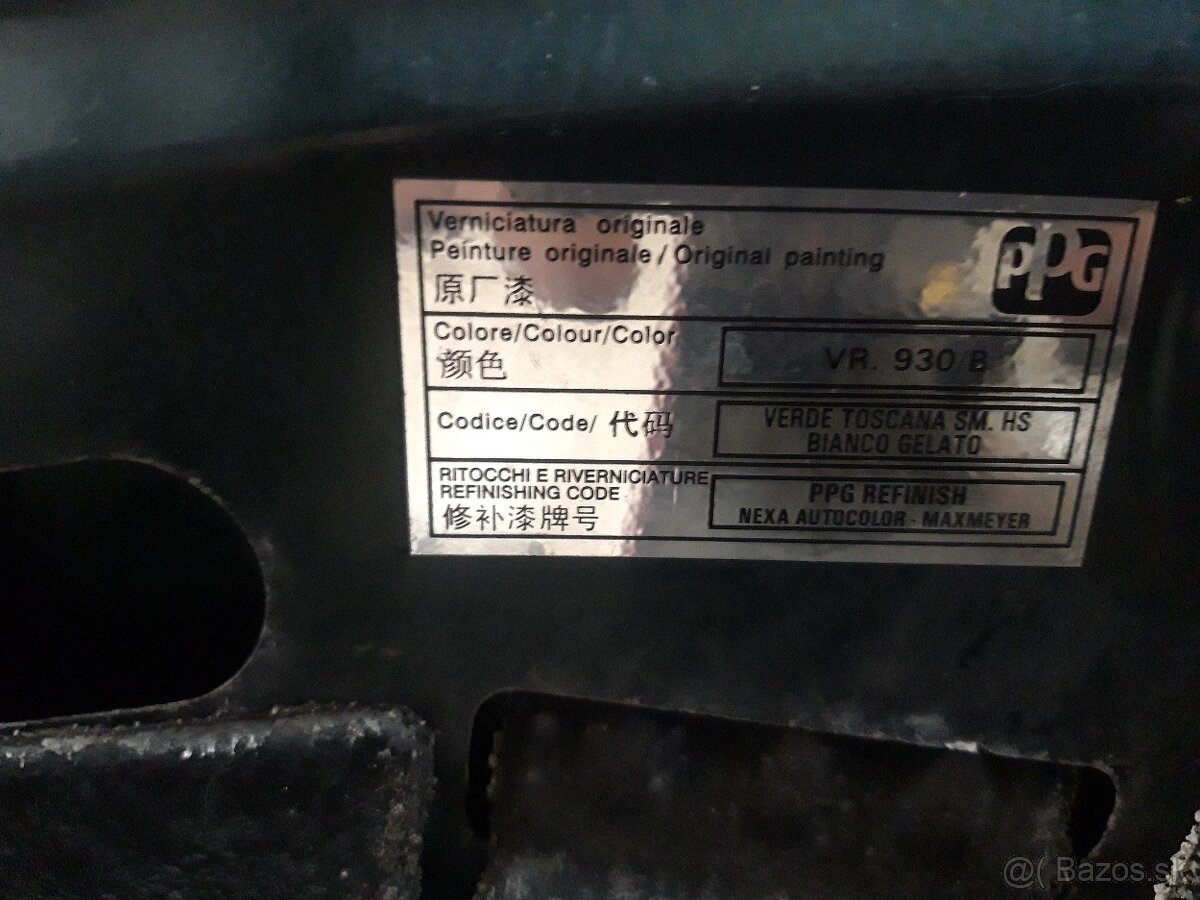 Verniciatura originale
Peinture originale / Original painting
原厂漆
PPG
Colore/Colour/Color
颜色
VR. 930/B
Codice/Code/ 代码
VERDE TOSCANA SM. HS
BIANCO GELATO
RITOCCHI E RIVERNICIATURE
REFINISHING CODE
修补漆牌号
PPG REFINISH
NEXA AUTOCOLOR - MAXMEYER
@( Bazos.sk